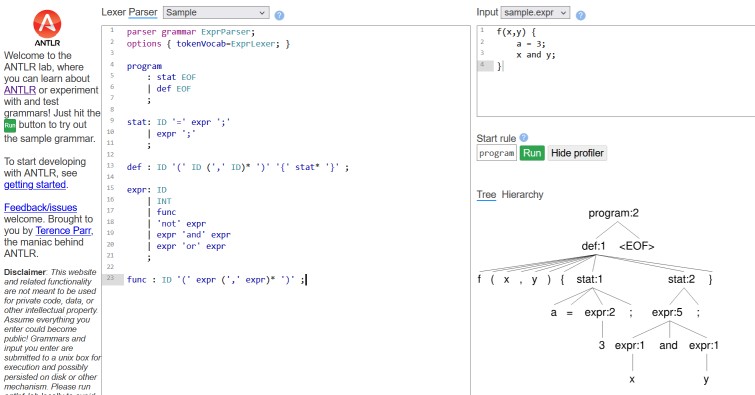 ANTLR
Welcome to the
ANTLR lab, where
you can learn about
ANTLR or experiment
with and test
grammars! Just hit the
Run button to try out
the sample grammar.
To start developing
with ANTLR, see
getting started.
Feedback/issues
welcome. Brought to
you by Terence Parr,
the maniac behind
ANTLR.
Disclaimer: This website
and related functionality
are not meant to be used
for private code, data, or
other intellectual property.
Assume everything you
enter could become
public! Grammars and
input you enter are
submitted to a unix box for
execution and possibly
persisted on disk or other
mechanism. Please run
Lexer Parser Sample ?
1 parser grammar ExprParser;
2 options { tokenVocab=ExprLexer; }
3
4 program
5 : stat EOF
6 | def EOF
7 ;
8
9 stat: ID '=' expr ';'
10 | expr ';'
11 ;
12
13 def : ID '(' ID (',' ID)* ')' '{' stat* '}' ;
14
15 expr: ID
16 | INT
17 | func
18 | 'not' expr
19 | expr 'and' expr
20 | expr 'or' expr
21 ;
22
23 func : ID '(' expr (',' expr)* ')' ;
Input sample.expr ?
1 f(x,y) {
2 a = 3;
3 x and y;
4 }
Start rule ?
program Run Hide profiler
Tree Hierarchy
program:2
def:1 <EOF>
f ( x , y ) { stat:1 stat:2 }
a = expr:2 ; expr:5 ;
3 expr:1 and expr:1
x y